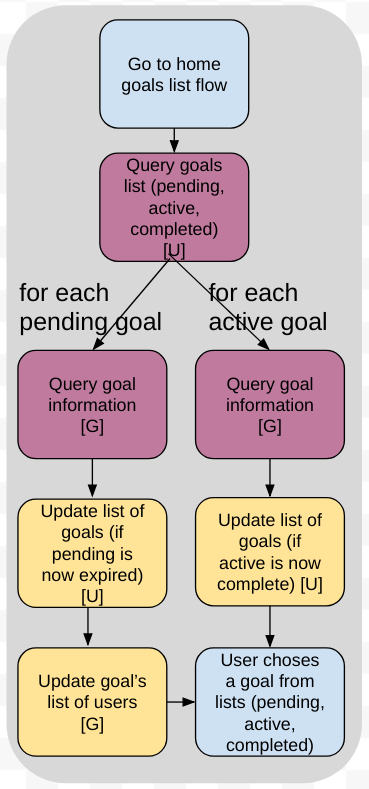 Go to home
goals list flow
Query goals
list (pending,
active,
completed)
[U]
for each
pending goal
for each
active goal
Query goal
information
[G]
Query goal
information
[G]
Update list of
goals (if
pending is
now expired)
[U]
Update list of
goals (if
active is now
complete) [U]
Update goal's
list of users
[G]
User choses
a goal from
lists (pending,
active,
completed)